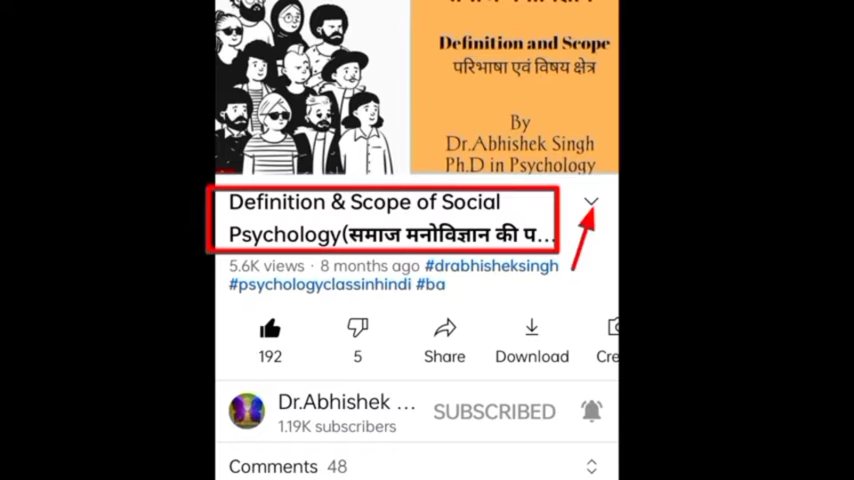 Definition and Scope
परिभाषा एवं विषय क्षेत्र
By
Dr.Abhishek Singh
Ph.D in Psychology
Definition & Scope of Social
Psychology(समाज मनोविज्ञान की प...
5.6K views · 8 months ago #drabhisheksingh
#psychologyclassinhindi #ba
192
5
Share
Download
Cre
Dr.Abhishek ...
SUBSCRIBED
1.19K subscribers
Comments 48